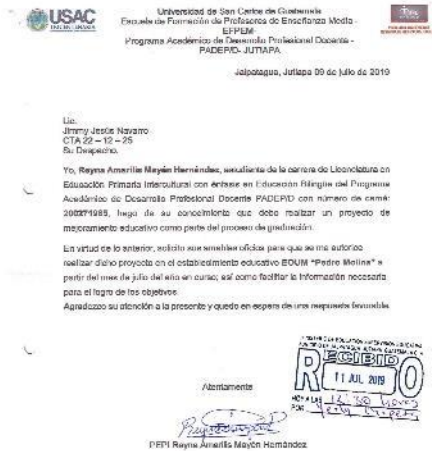 USAC
TRICENTENARIA
Universidad de San Carlos de Guatemala
Escuela de Formación de Profesores de Enseñanza Media -
EFPEM-
Programa Académico de Desarrollo Profesional Docente -
PADEP/D- JUTIAPA
Jalpatagua, Jutiapa 09 de julio de 2019
Lic.
Jimmy Jesús Navarro
CTA 22 – 12 – 25
Su Despacho.
Yo, Reyna Amarilis Mayén Hernández, estudiante de la carrera de Licenciatura en
Educación Primaria Intercultural con énfasis en Educación Bilingüe del Programa
Académico de Desarrollo Profesional Docente PADEP/D con número de carné:
200271985, hago de su conocimiento que debo realizar un proyecto de
mejoramiento educativo como parte del proceso de graduación.
En virtud de lo anterior, solicito sus amables oficios para que se me autorice
realizar dicho proyecto en el establecimiento educativo EOUM "Pedro Molina" a
partir del mes de julio del año en curso; así como facilitar la información necesaria
para el logro de los objetivos.
Agradezco su atención a la presente y quedo en espera de una respuesta favorable.
RECIBIDO
11 JUL 2019
Atentamente
HORA LAS 12:30 horas
POR
PEPI Reyna Amarilis Mayén Hernández